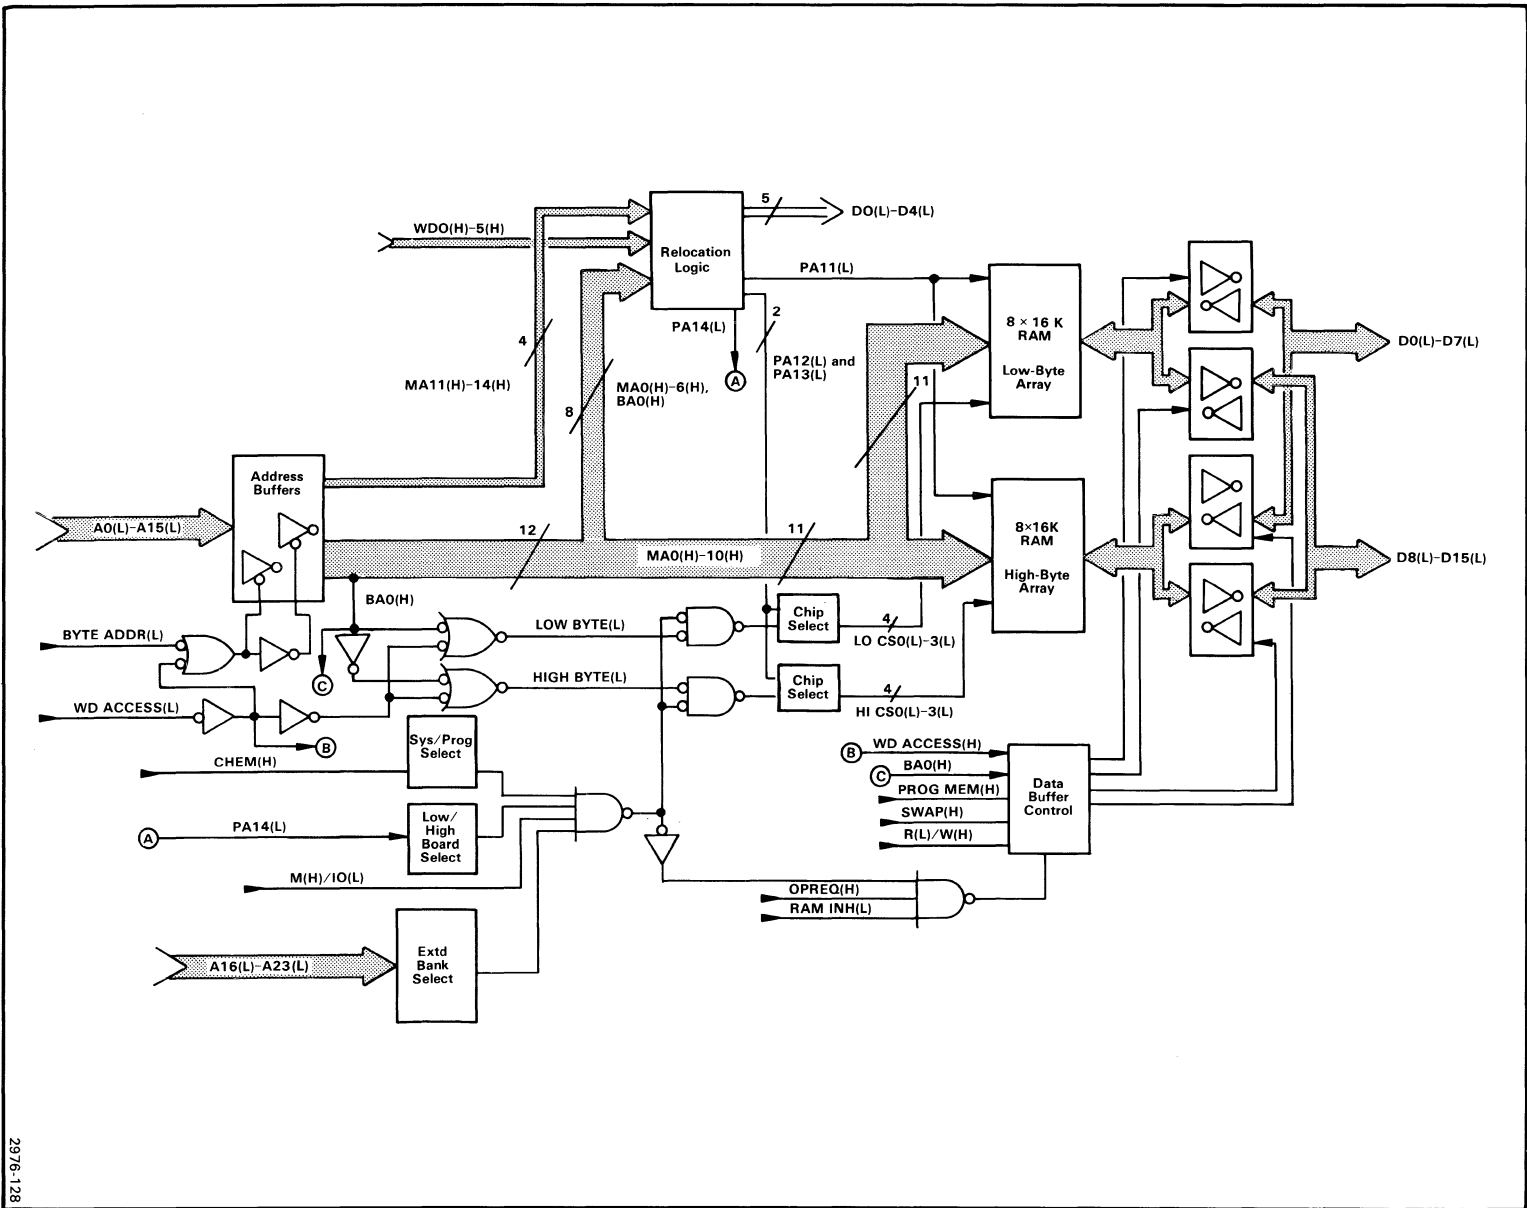 5
D0(L)-D4(L)
WD0(H)-5(H)
Relocation
Logic
PA11(L)
2
PA14(L)
A
PA12(L) and
PA13(L)
4
MA11(H)-14(H)
8
MA0(H)-6(H),
BA0(H)
11
8 × 16 K
RAM
Low-Byte
Array
D0(L)-D7(L)
Address
Buffers
A0(L)-A15(L)
12
MA0(H)-10(H)
11
8×16K
RAM
High-Byte
Array
D8(L)-D15(L)
BA0(H)
BYTE ADDR(L)
LOW BYTE(L)
Chip
Select
4
LO CS0(L)-3(L)
C
HIGH BYTE(L)
Chip
Select
4
HI CS0(L)-3(L)
WD ACCESS(L)
B
CHEM(H)
Sys/Prog
Select
A
PA14(L)
Low/
High
Board
Select
M(H)/IO(L)
B
WD ACCESS(H)
C
BA0(H)
PROG MEM(H)
SWAP(H)
R(L)/W(H)
Data
Buffer
Control
OPREQ(H)
RAM INH(L)
A16(L)-A23(L)
Extd
Bank
Select
2976-128